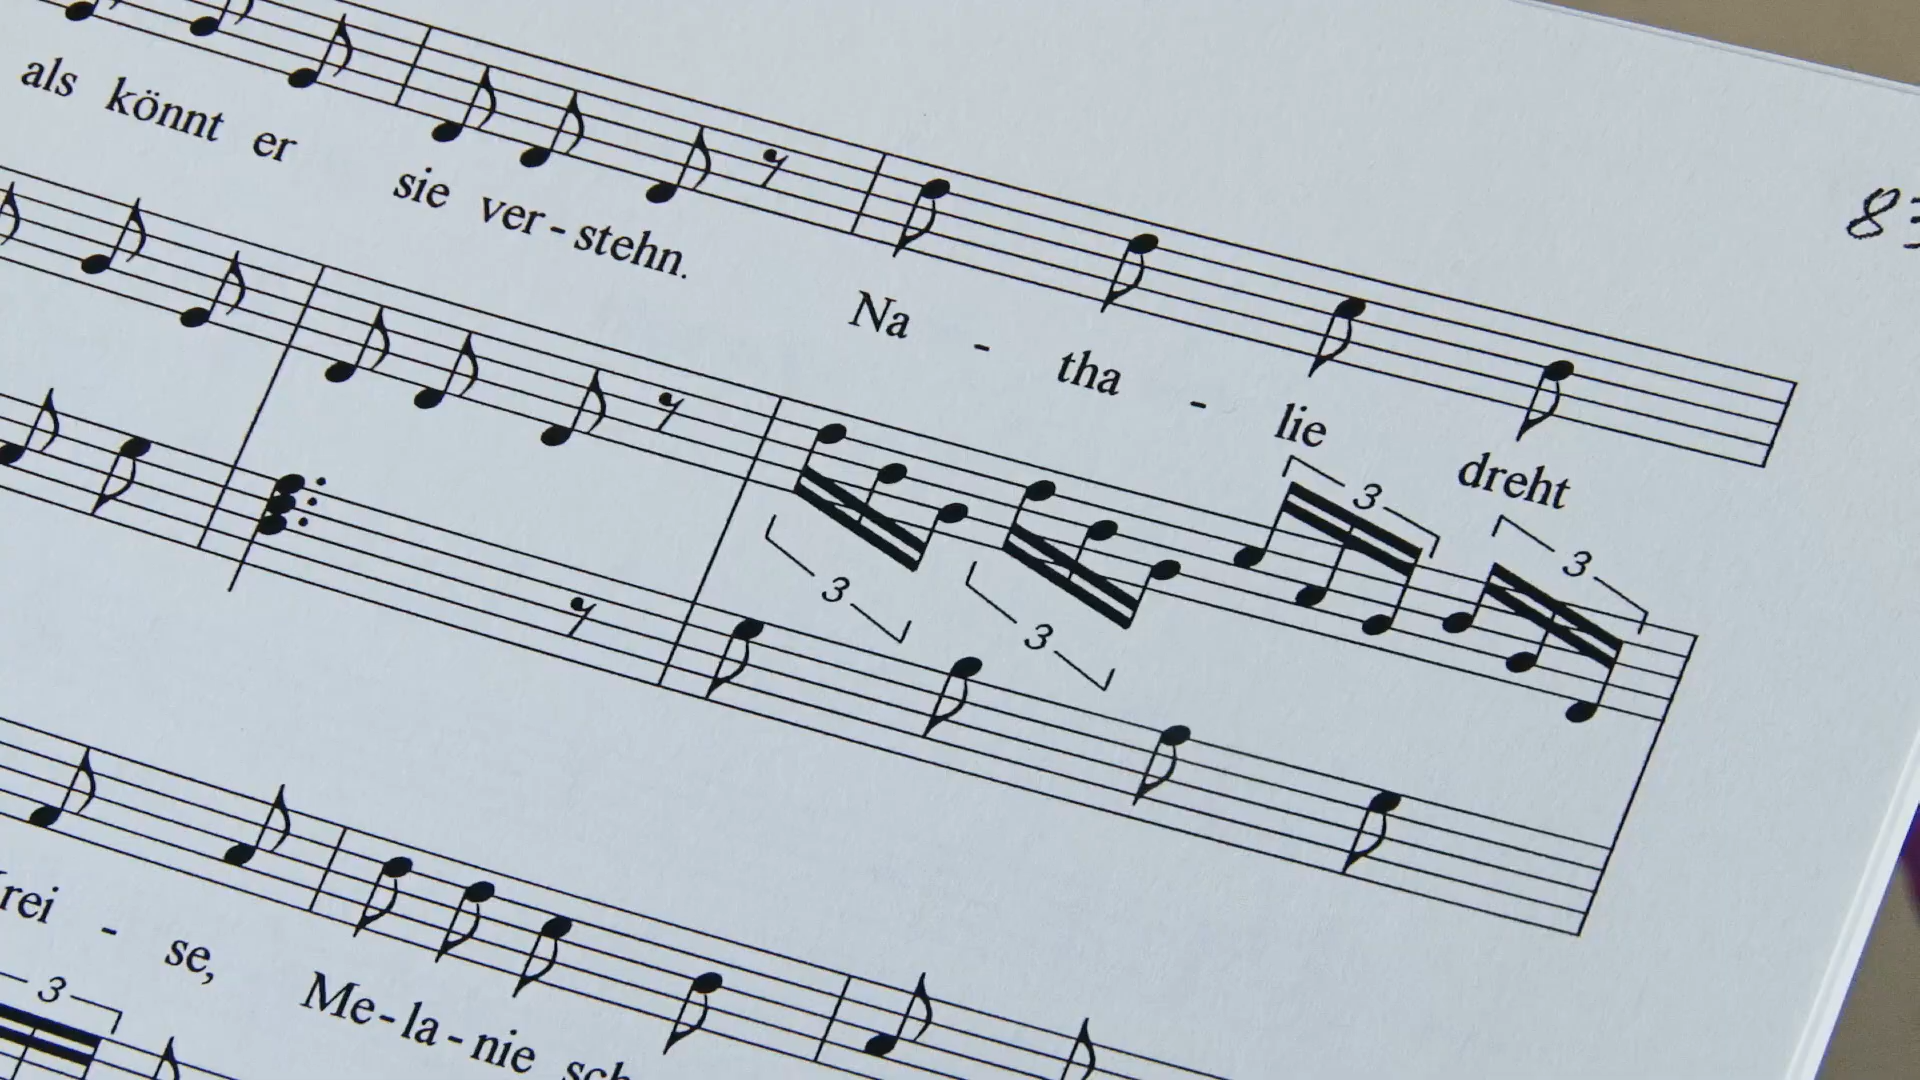 als könnt er sie ver-stehn. Na - tha - lie dreht
3 3 3 3
se, Me-la-nie
3